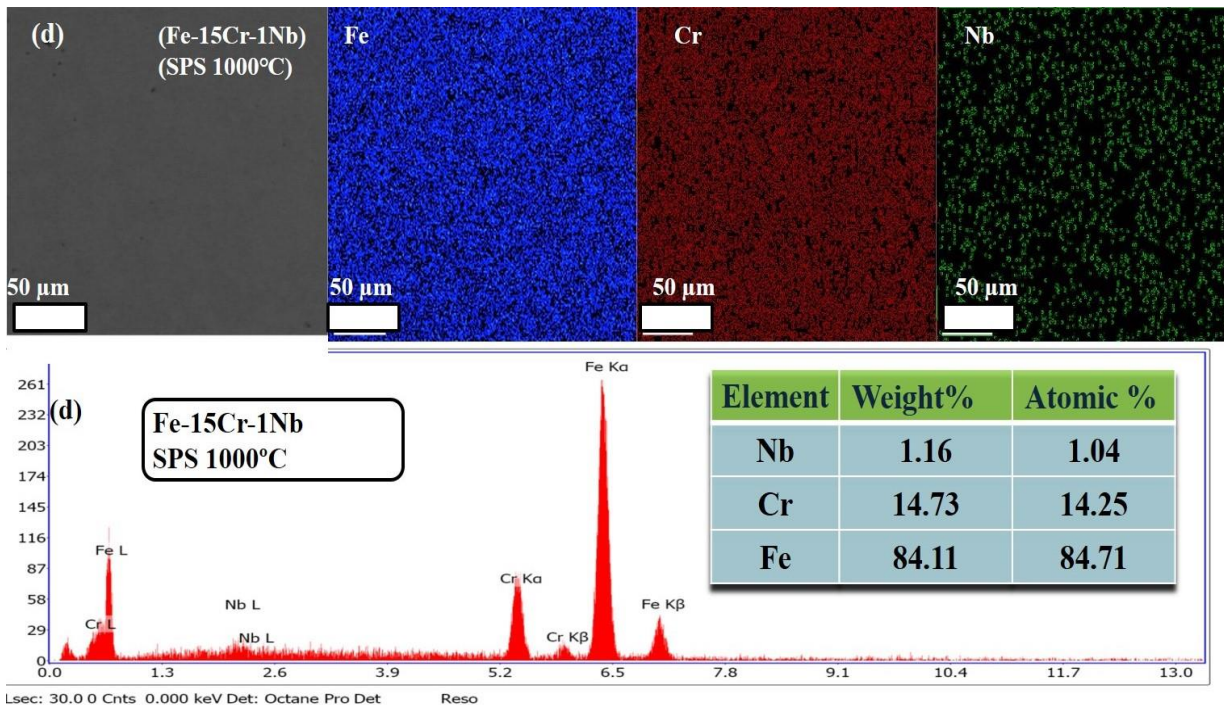 (d)
(Fe-15Cr-1Nb)
(SPS 1000°C)
50 µm
Fe
50 µm
Cr
50 µm
Nb
50 µm
(d)
Fe-15Cr-1Nb
SPS 1000ºC
261
232
203
174
145
116
87
58
29
0
0.0 1.3 2.6 3.9 5.2 6.5 7.8 9.1 10.4 11.7 13.0
Fe L
Cr L
Nb L
Nb L
Cr Ka
Cr Kβ
Fe Ka
Fe Kβ
Element Weight% Atomic %
Nb 1.16 1.04
Cr 14.73 14.25
Fe 84.11 84.71
Lsec: 30.0 0 Cnts 0.000 keV Det: Octane Pro Det Reso